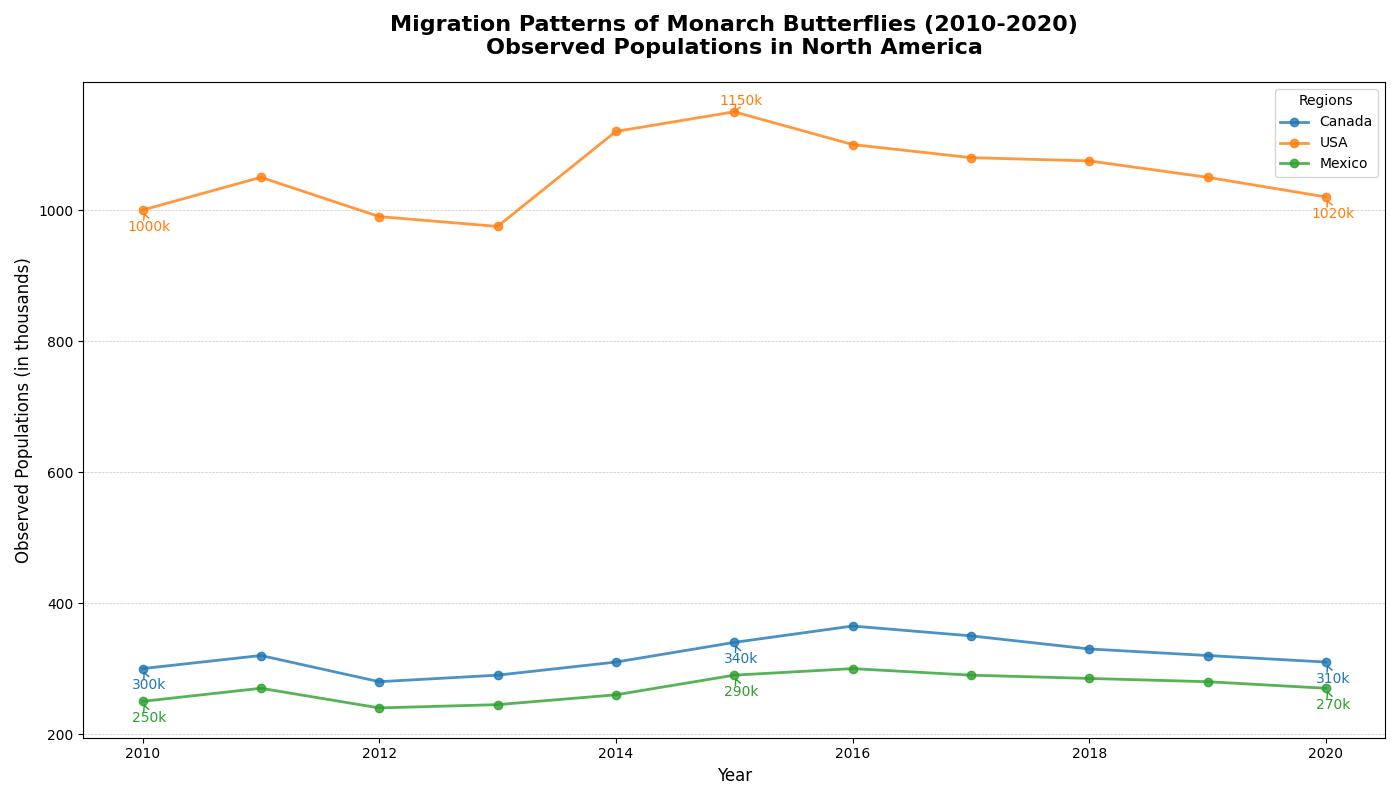 Migration Patterns of Monarch Butterflies (2010-2020)
Observed Populations in North America
Regions
Canada
USA
Mexico
1150k
1000k
1020k
340k
300k
310k
290k
270k
250k
Observed Populations (in thousands)
1000
800
600
400
200
2010
2012
2014
2016
2018
2020
Year